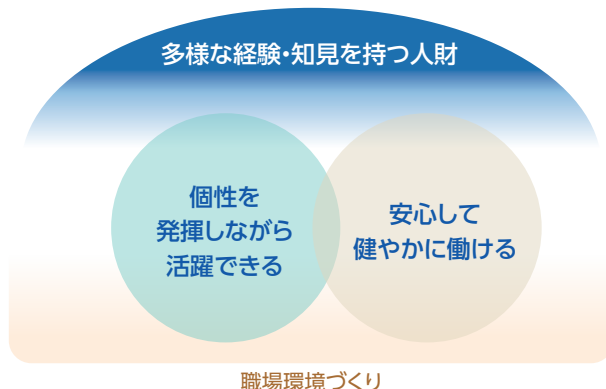 多様な経験・知見を持つ人財
個性を
発揮しながら
活躍できる
安心して
健やかに働ける
職場環境づくり